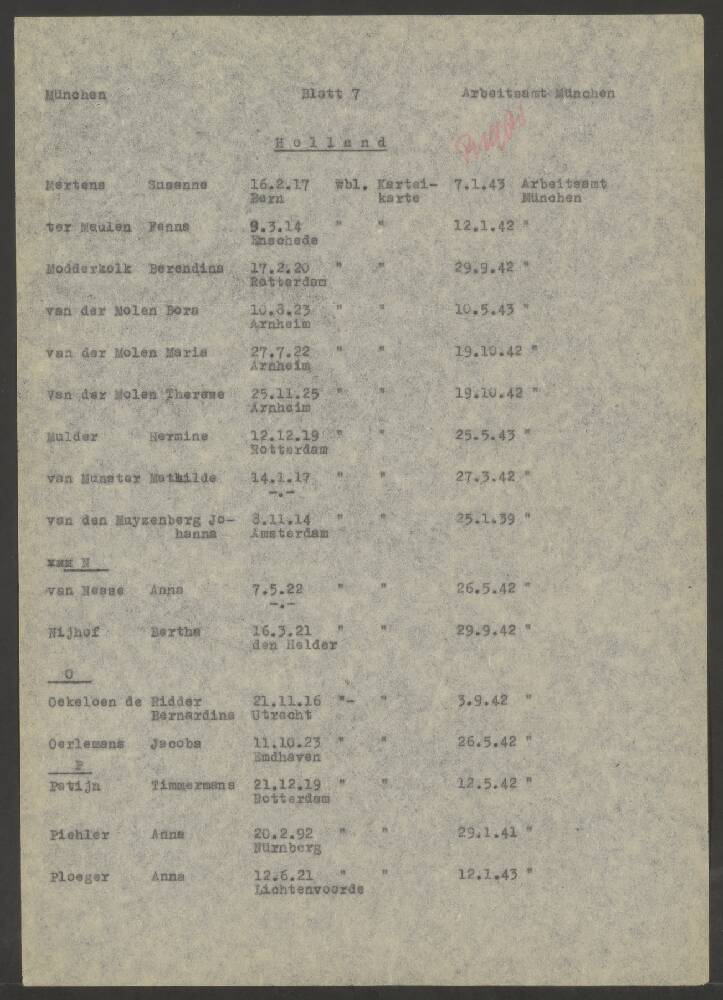 München Blatt 7 Arbeitsamt München
Holland
Mertens Susanne 16.2.17 wbl. Kartei- 7.1.43 Arbeitsamt
Bern karte München
ter Meulen Fenna 9.3.14 " " 12.1.42 "
Enschede
Modderkolk Berendina 17.2.20 " " 29.9.42 "
Rotterdam
van der Molen Dora 10.8.23 " " 10.5.43 "
Arnheim
van der Molen Maria 27.7.22 " " 19.10.42 "
Arnheim
Van der Molen Therese 25.11.25 " " 19.10.42 "
Arnheim
Mulder Hermine 12.12.19 " " 25.5.43 "
Rotterdam
van Munster Mathilde 14.1.17 " " 27.3.42 "
-.-
van den Muyzenberg Jo- 8.11.14 " " 25.1.39 "
hanna Amsterdam
N
van Nesse Anna 7.5.22 " " 26.5.42 "
-.-
Nijhof Bertha 16.3.21 " " 29.9.42 "
den Helder
O
Oekeloen de Ridder 21.11.16 "- " 3.9.42 "
Bernardina Utrecht
Oerlemans Jacoba 11.10.23 " " 26.5.42 "
Emdhaven
P
Patijn Timmermans 21.12.19 " " 12.5.42 "
Rotterdam
Piehler Anna 20.2.92 " " 29.1.41 "
Nürnberg
Ploeger Anna 12.6.21 " " 12.1.43 "
Lichtenvoorde